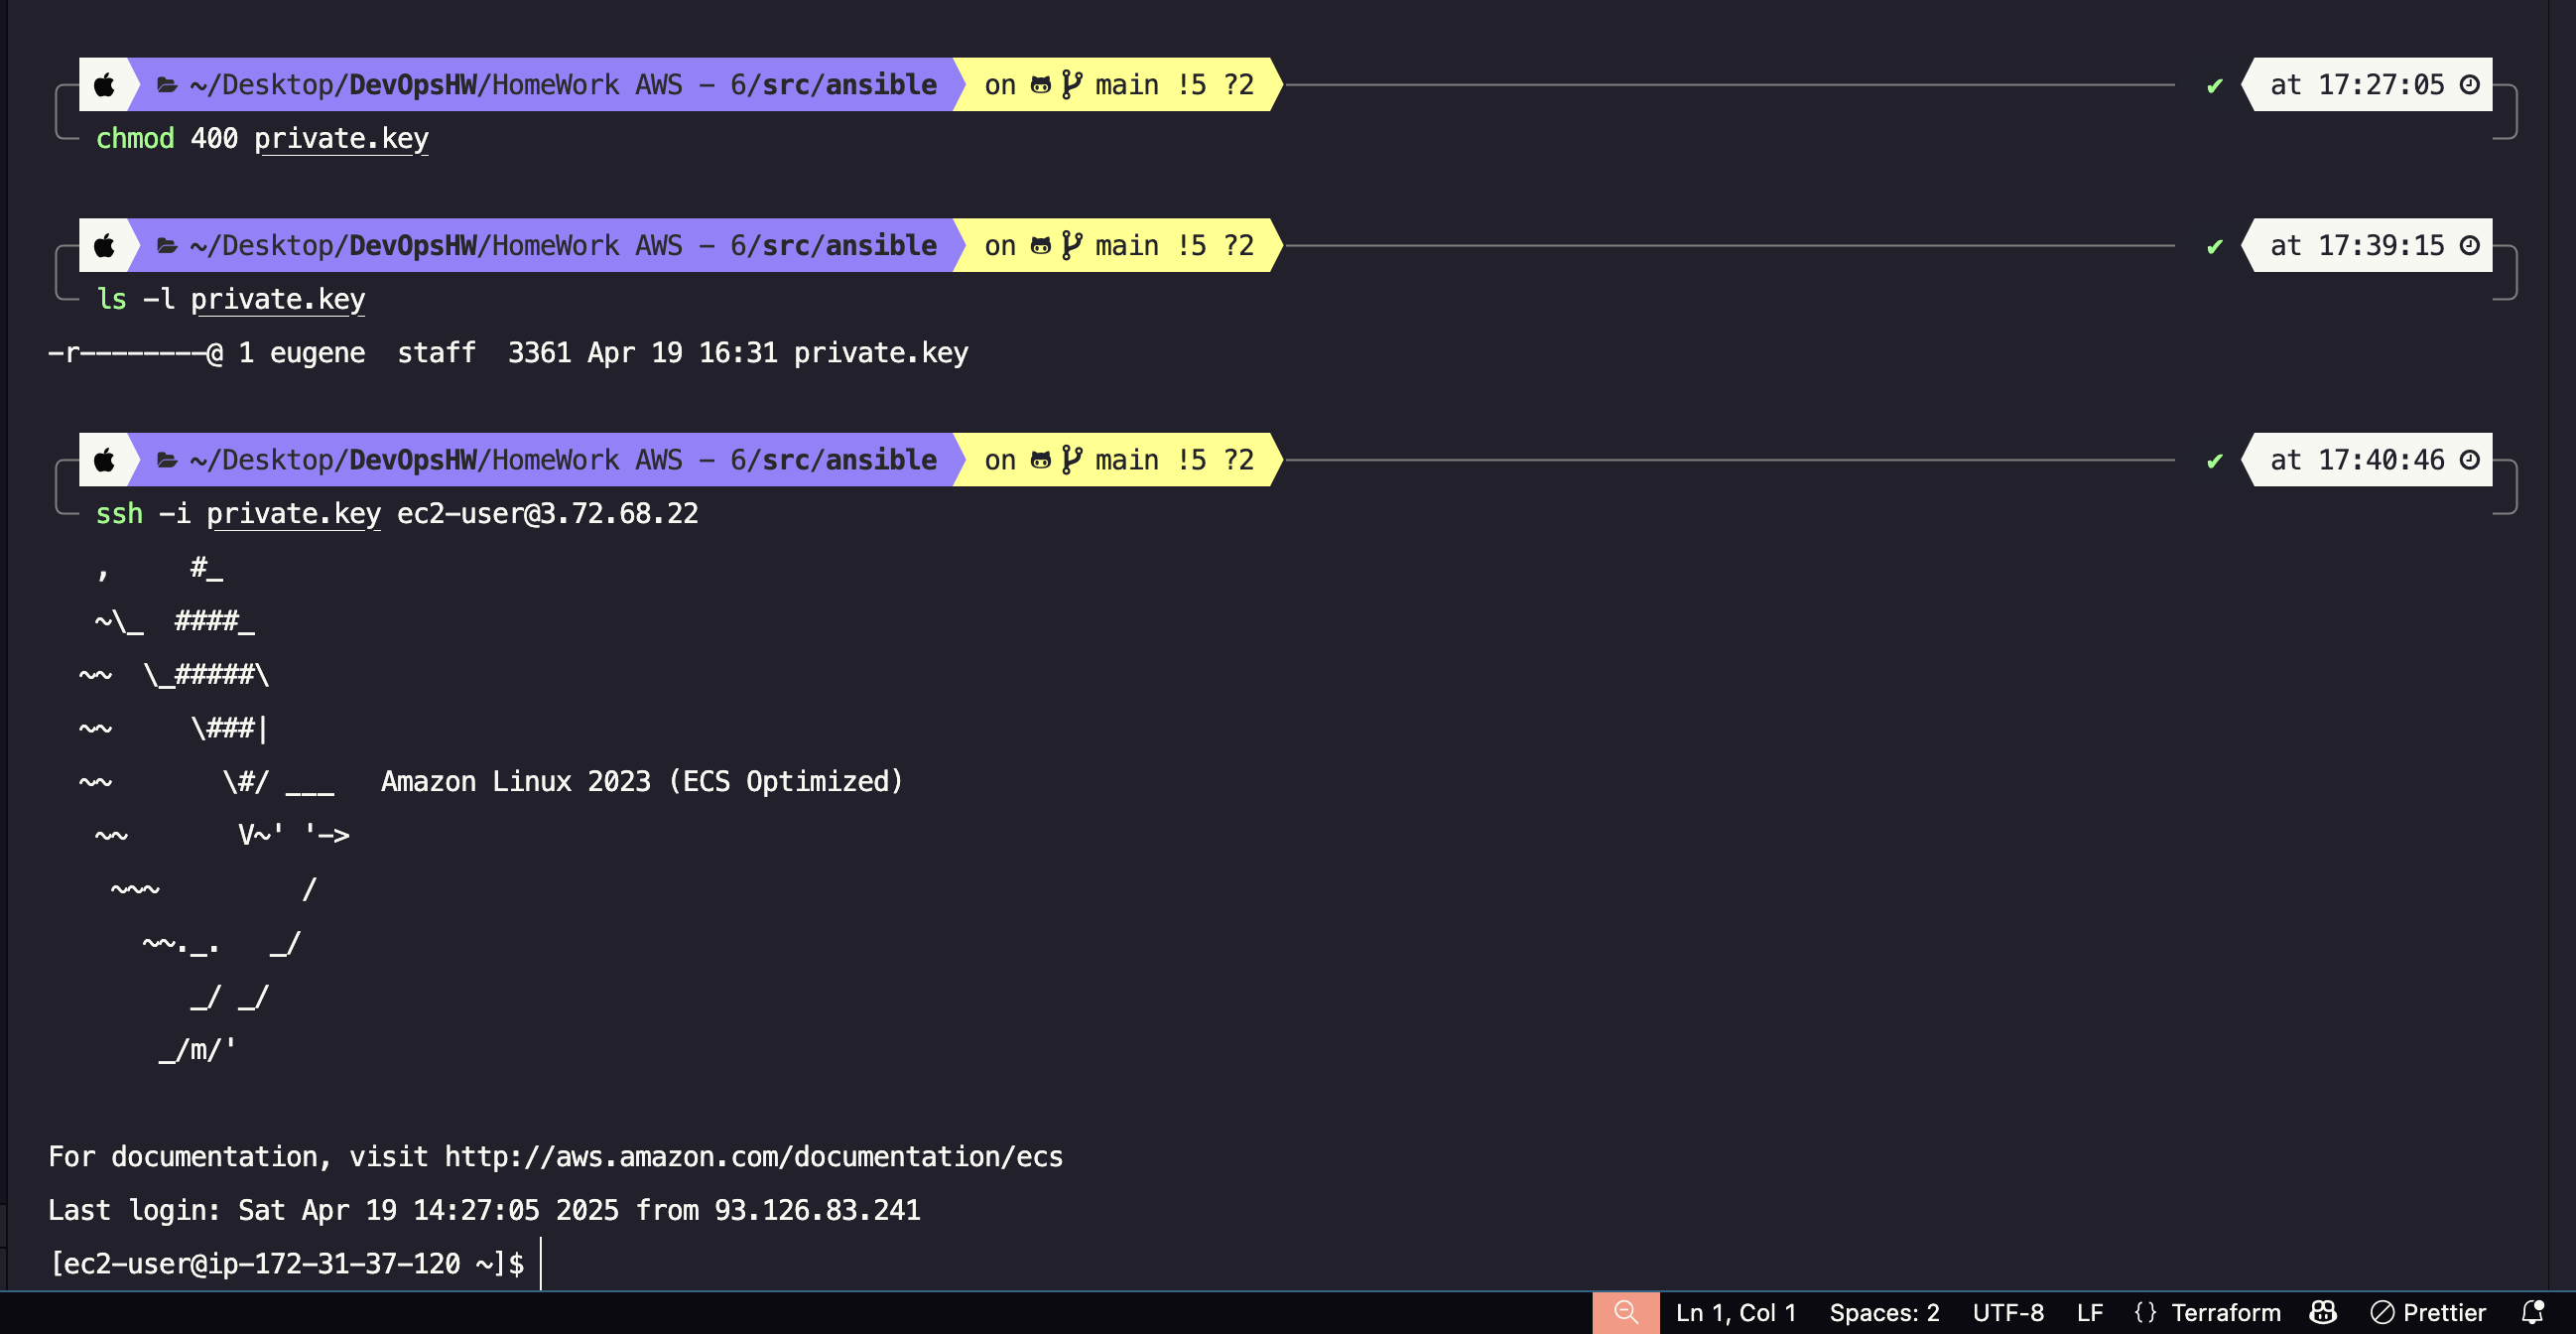 ~/Desktop/DevOpsHW/HomeWork AWS – 6/src/ansible on main !5 ?2 ✔ at 17:27:05
chmod 400 private.key
~/Desktop/DevOpsHW/HomeWork AWS – 6/src/ansible on main !5 ?2 ✔ at 17:39:15
ls -l private.key
-r--------@ 1 eugene  staff  3361 Apr 19 16:31 private.key
~/Desktop/DevOpsHW/HomeWork AWS – 6/src/ansible on main !5 ?2 ✔ at 17:40:46
ssh -i private.key ec2-user@3.72.68.22
   ,     #_
   ~\_  ####_
  ~~  \_#####\
  ~~     \###|
  ~~       \#/ ___   Amazon Linux 2023 (ECS Optimized)
   ~~       V~' '->
    ~~~         /
      ~~._.   _/
         _/ _/
       _/m/'
For documentation, visit http://aws.amazon.com/documentation/ecs
Last login: Sat Apr 19 14:27:05 2025 from 93.126.83.241
[ec2-user@ip-172-31-37-120 ~]$
Ln 1, Col 1 Spaces: 2 UTF-8 LF {} Terraform Prettier